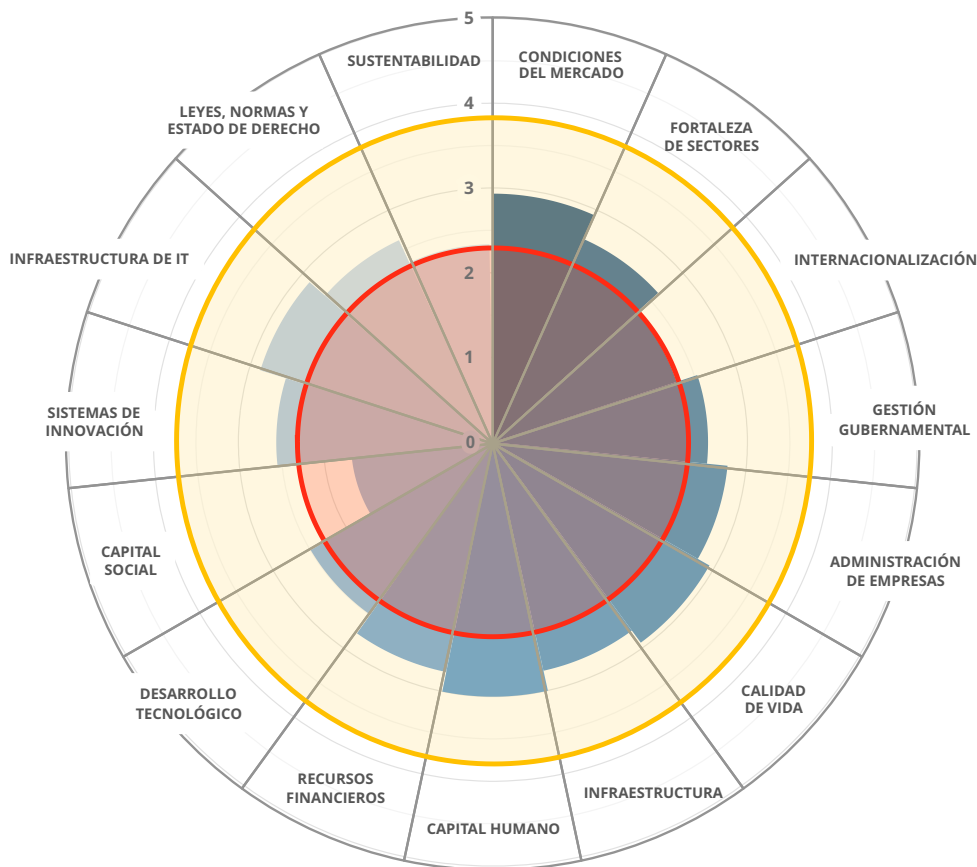 5
SUSTENTABILIDAD
CONDICIONES
DEL MERCADO
4
LEYES, NORMAS Y
ESTADO DE DERECHO
FORTALEZA
DE SECTORES
3
INFRAESTRUCTURA DE IT
INTERNACIONALIZACIÓN
2
1
SISTEMAS DE
INNOVACIÓN
GESTIÓN
GUBERNAMENTAL
0
CAPITAL
SOCIAL
ADMINISTRACIÓN
DE EMPRESAS
DESARROLLO
TECNOLÓGICO
CALIDAD
DE VIDA
RECURSOS
FINANCIEROS
INFRAESTRUCTURA
CAPITAL HUMANO